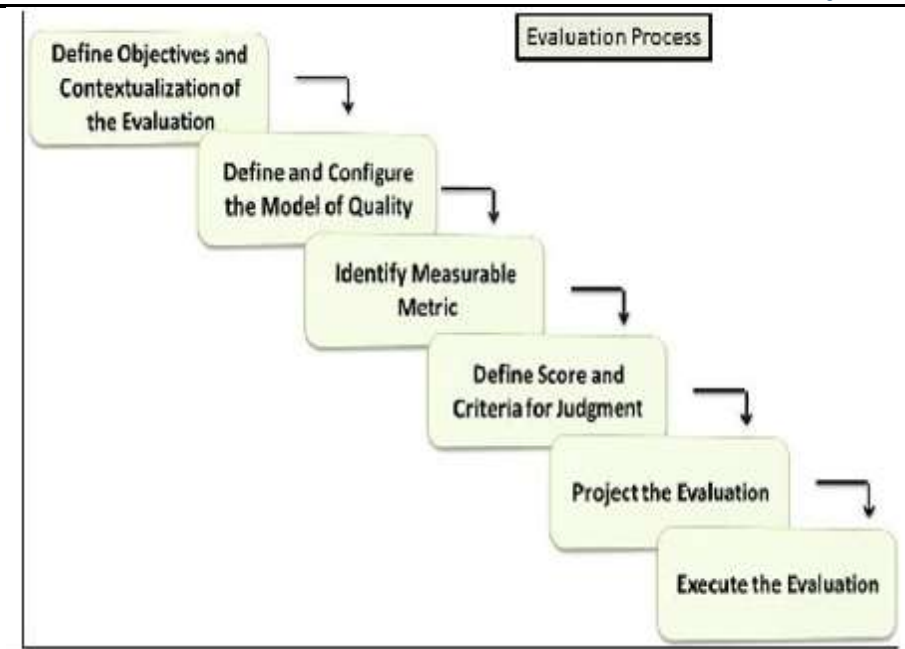 Evaluation Process
Define Objectives and
Contextualization of
the Evaluation
Define and Configure
the Model of Quality
Identify Measurable
Metric
Define Score and
Criteria for Judgment
Project the Evaluation
Execute the Evaluation